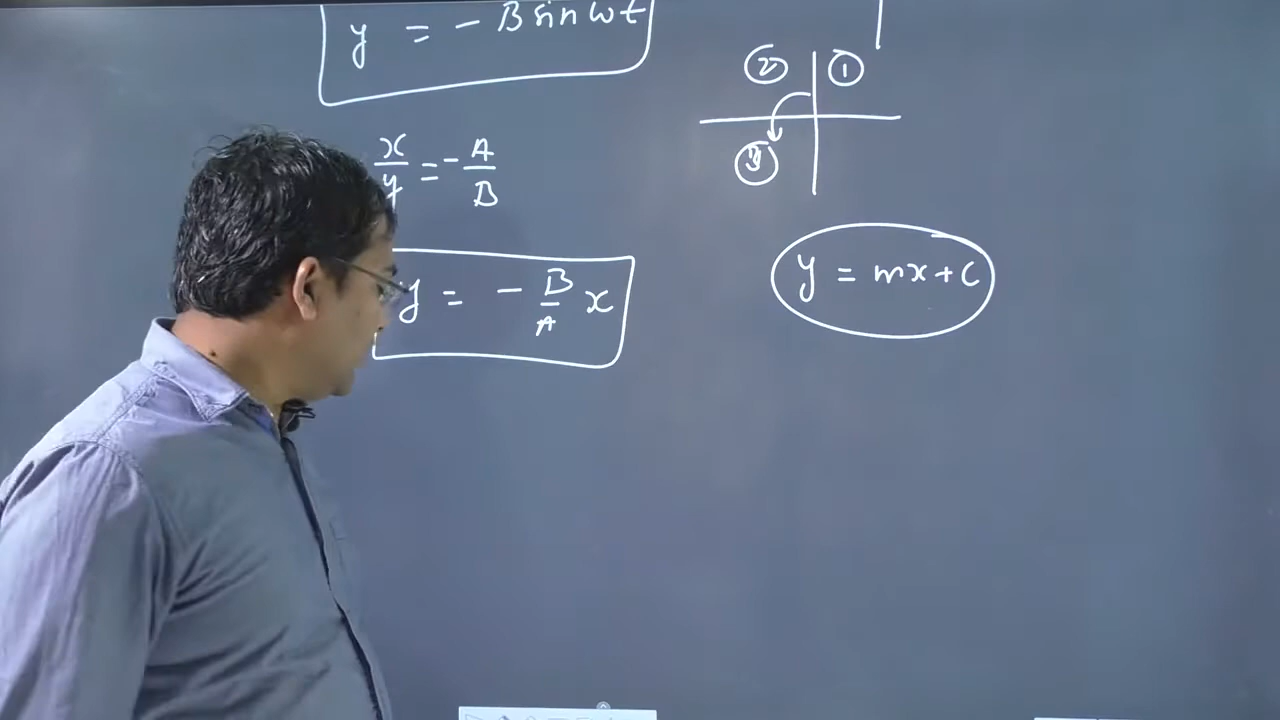 y = - B sin ωt
② ①
③
x/y = - A/B
y = - B/A x
y = mx + c